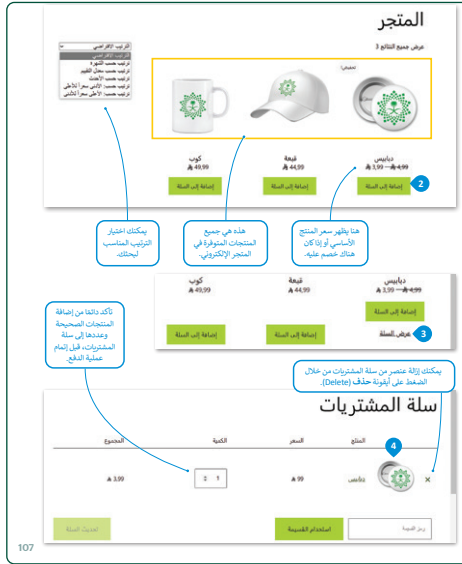 المتجر
عرض جميع النتائج 3
الترتيب الافتراضي
الترتيب الافتراضي
ترتيب حسب الشهرة
ترتيب حسب معدل التقييم
ترتيب حسب الأحدث
ترتيب حسب: الأدنى سعراً للأعلى
ترتيب حسب: الأعلى سعراً للأدنى
تخفيض!
دبابيس
4,99 3,99
قبعة
44,99
كوب
49,99
إضافة إلى السلة
إضافة إلى السلة
إضافة إلى السلة
2
هنا يظهر سعر المنتج
الأساسي أو إذا كان
هناك خصم عليه.
هذه هي جميع
المنتجات المتوفرة في
المتجر الإلكتروني.
يمكنك اختيار
الترتيب المناسب
لبحثك.
دبابيس
4,99 3,99
قبعة
44,99
كوب
49,99
إضافة إلى السلة
إضافة إلى السلة
إضافة إلى السلة
عرض السلة
3
تأكد دائمًا من إضافة
المنتجات الصحيحة
وعددها إلى سلة
المشتريات، قبل إتمام
عملية الدفع.
يمكنك إزالة عنصر من سلة المشتريات من خلال
الضغط على أيقونة حذف (Delete).
سلة المشتريات
المنتج
السعر
الكمية
المجموع
4
×
دبابيس
99
1
3,99
رمز القسيمة
استخدام القسيمة
تحديث السلة
107